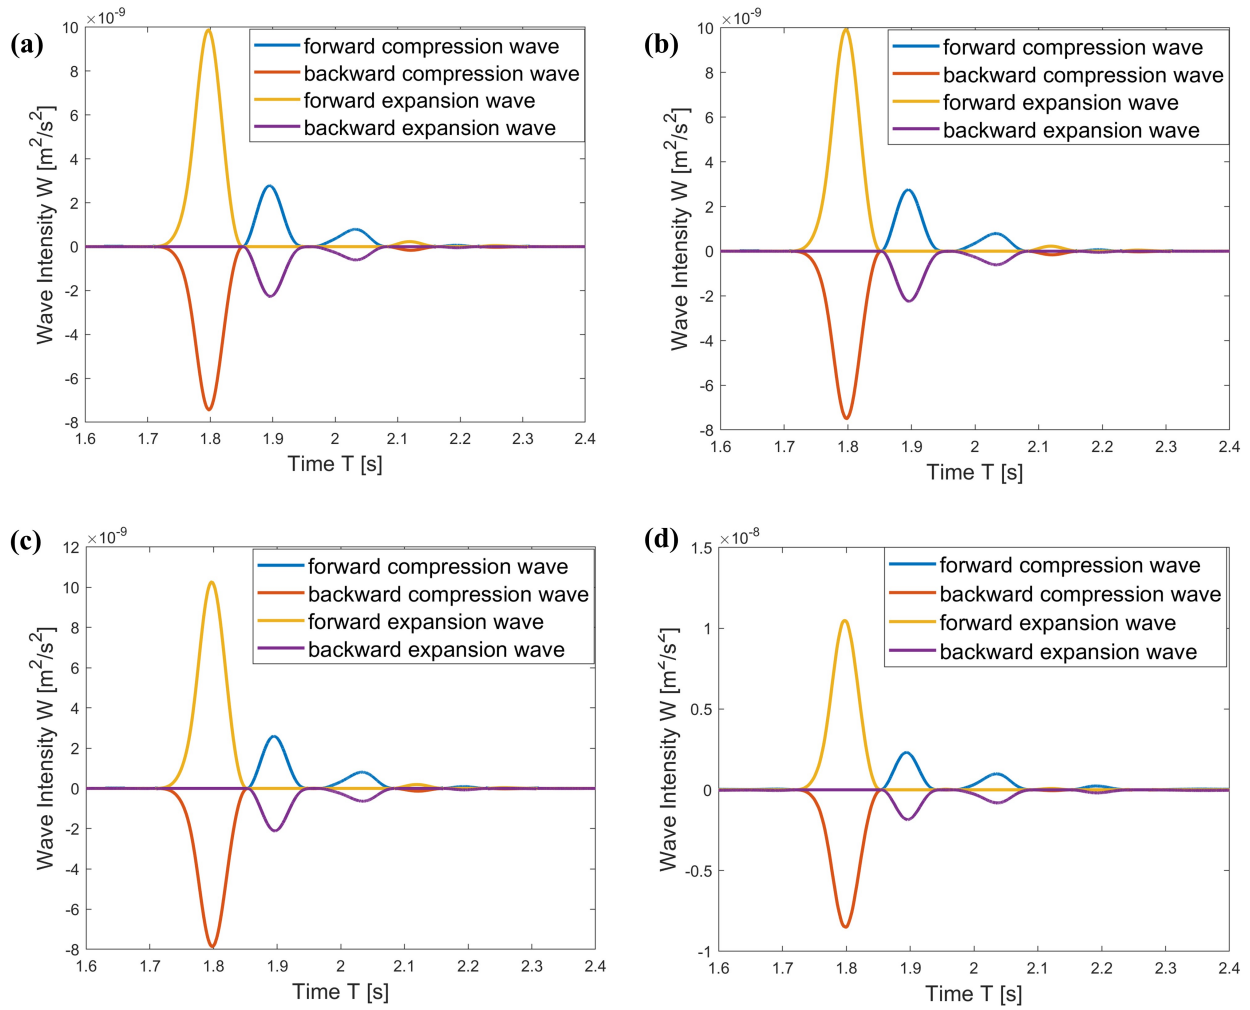 (a)
×10⁻⁹
10
8
6
4
2
0
-2
-4
-6
-8
Wave Intensity W [m²/s²]
forward compression wave
backward compression wave
forward expansion wave
backward expansion wave
1.6 1.7 1.8 1.9 2 2.1 2.2 2.3 2.4
Time T [s]
(b)
×10⁻⁹
10
8
6
4
2
0
-2
-4
-6
-8
Wave Intensity W [m²/s²]
forward compression wave
backward compression wave
forward expansion wave
backward expansion wave
1.6 1.7 1.8 1.9 2 2.1 2.2 2.3 2.4
Time T [s]
(c)
×10⁻⁹
12
10
8
6
4
2
0
-2
-4
-6
-8
Wave Intensity W [m²/s²]
forward compression wave
backward compression wave
forward expansion wave
backward expansion wave
1.6 1.7 1.8 1.9 2 2.1 2.2 2.3 2.4
Time T [s]
(d)
×10⁻⁸
1.5
1
0.5
0
-0.5
-1
Wave Intensity W [m²/s²]
forward compression wave
backward compression wave
forward expansion wave
backward expansion wave
1.6 1.7 1.8 1.9 2 2.1 2.2 2.3 2.4
Time T [s]